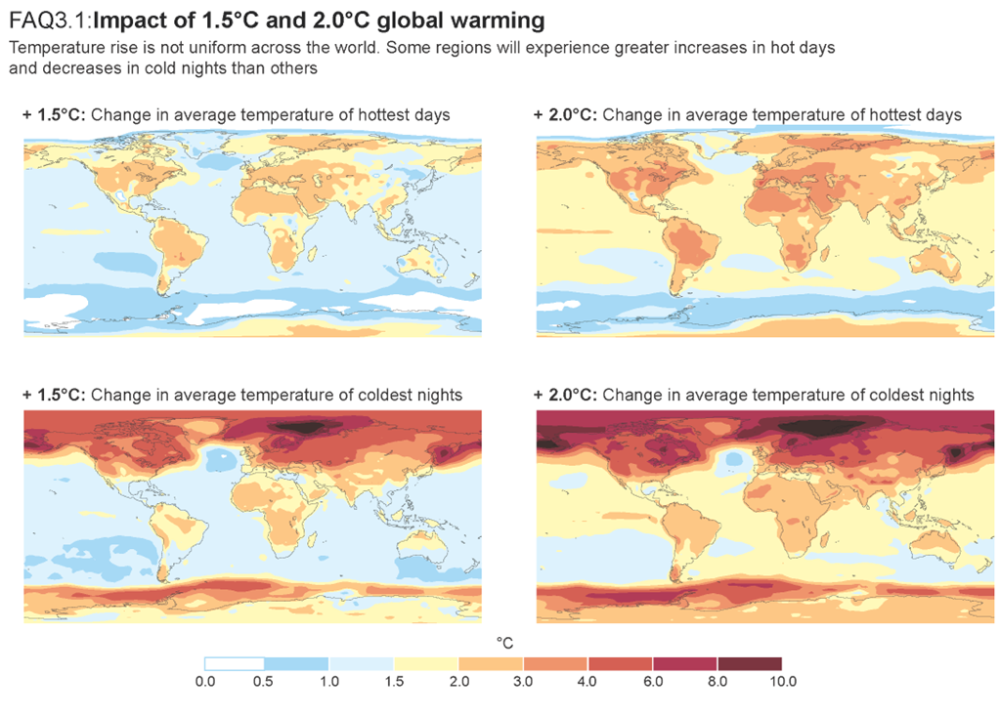 FAQ3.1:Impact of 1.5°C and 2.0°C global warming
Temperature rise is not uniform across the world. Some regions will experience greater increases in hot days
and decreases in cold nights than others
+ 1.5°C: Change in average temperature of hottest days
+ 2.0°C: Change in average temperature of hottest days
+ 1.5°C: Change in average temperature of coldest nights
+ 2.0°C: Change in average temperature of coldest nights
°C
0.0 0.5 1.0 1.5 2.0 3.0 4.0 6.0 8.0 10.0